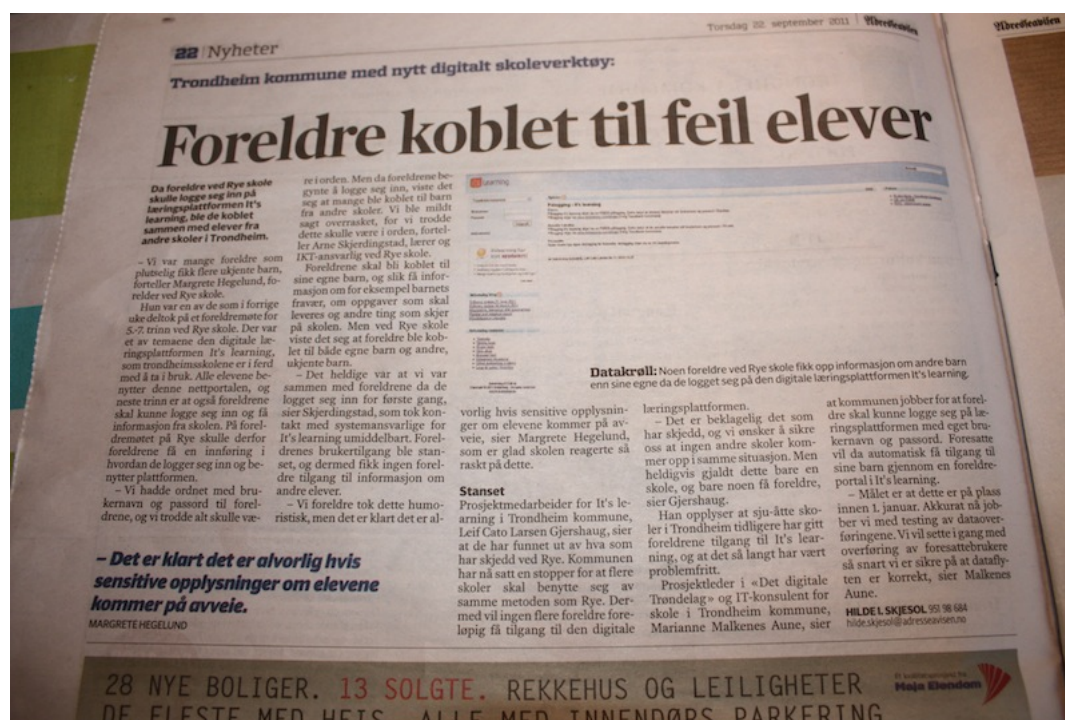 22 Nyheter
Torsdag 22. september 2011
Adresseavisen
Adresseavisen
Trondheim kommune med nytt digitalt skoleverktøy:
Foreldre koblet til feil elever
Da foreldre ved Rye skole
skulle logge seg inn på
læringsplattformen It's
learning, ble de koblet
sammen med elever fra
andre skoler i Trondheim.
– Vi var mange foreldre som
plutselig fikk flere ukjente barn,
forteller Margrete Hegelund, fo-
relder ved Rye skole.
Hun var en av de som i forrige
uke deltok på et foreldremøte for
5.-7. trinn ved Rye skole. Der var
et av temaene den digitale læ-
ringsplattformen It's learning,
som trondheimsskolene er i ferd
med å ta i bruk. Alle elevene be-
nytter denne nettportalen, og
neste trinn er at også foreldrene
skal kunne logge seg inn og få
informasjon fra skolen. På forel-
dremøtet på Rye skulle derfor
foreldrene få en innføring i
hvordan de logger seg inn og be-
nytter plattformen.
– Vi hadde ordnet med bru-
kernavn og passord til forel-
drene, og vi trodde alt skulle væ-
re i orden. Men da foreldrene be-
gynte å logge seg inn, viste det
seg at mange ble koblet til barn
fra andre skoler. Vi ble mildt
sagt overrasket, for vi trodde
dette skulle være i orden, fortel-
ler Arne Skjerdingstad, lærer og
IKT-ansvarlig ved Rye skole.
Foreldrene skal bli koblet til
sine egne barn, og slik få infor-
masjon om for eksempel barnets
fravær, om oppgaver som skal
leveres og andre ting som skjer
på skolen. Men ved Rye skole
viste det seg at foreldre ble kob-
let til både egne barn og andre,
ukjente barn.
– Det heldige var at vi var
sammen med foreldrene da de
logget seg inn for første gang,
sier Skjerdingstad, som tok kon-
takt med systemansvarlige for
It's learning umiddelbart. Forel-
drenes brukertilgang ble stan-
set, og dermed fikk ingen forel-
dre tilgang til informasjon om
andre elever.
– Vi foreldre tok dette humo-
ristisk, men det er klart det er al-
learning
Datakrøll: Noen foreldre ved Rye skole fikk opp informasjon om andre barn
enn sine egne da de logget seg på den digitale læringsplattformen It's learning.
vorlig hvis sensitive opplysnin-
ger om elevene kommer på av-
veie, sier Margrete Hegelund,
som er glad skolen reagerte så
raskt på dette.
Stanset
Prosjektmedarbeider for It's le-
arning i Trondheim kommune,
Leif Cato Larsen Gjershaug, sier
at de har funnet ut av hva som
har skjedd ved Rye. Kommunen
har nå satt en stopper for at flere
skoler skal benytte seg av
samme metoden som Rye. Der-
med vil ingen flere foreldre fore-
løpig få tilgang til den digitale
læringsplattformen.
– Det er beklagelig det som
har skjedd, og vi ønsker å sikre
oss at ingen andre skoler kom-
mer opp i samme situasjon. Men
heldigvis gjaldt dette bare en
skole, og bare noen få foreldre,
sier Gjershaug.
Han opplyser at sju-åtte sko-
ler i Trondheim tidligere har gitt
foreldrene tilgang til It's lear-
ning, og at det så langt har vært
problemfritt.
Prosjektleder i «Det digitale
Trøndelag» og IT-konsulent for
skole i Trondheim kommune,
Marianne Malkenes Aune, sier
at kommunen jobber for at forel-
dre skal kunne logge seg på læ-
ringsplattformen med eget bru-
kernavn og passord. Foresatte
vil da automatisk få tilgang til
sine barn gjennom en foreldre-
portal i It's learning.
– Målet er at dette er på plass
innen 1. januar. Akkurat nå job-
ber vi med testing av dataover-
føringene. Vi vil sette i gang med
overføring av foresattebrukere
så snart vi er sikre på at datafly-
ten er korrekt, sier Malkenes
Aune.
HILDE L SKJESOL 951 98 684
hilde.skjesol@adresseavisen.no
– Det er klart det er alvorlig hvis
sensitive opplysninger om elevene
kommer på avveie.
MARGRETE HEGELUND
28 NYE BOLIGER. 13 SOLGTE. REKKEHUS OG LEILIGHETER
DE FLESTE MED HEIS. ALLE MED INNENDØRS PARKERING
Maja Eiendom